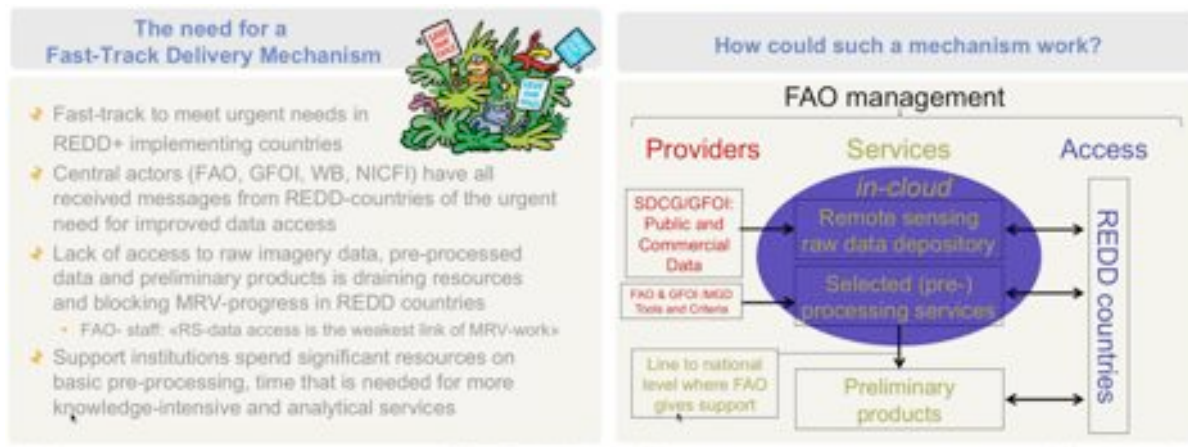 The need for a
Fast-Track Delivery Mechanism
Fast-track to meet urgent needs in
REDD+ implementing countries
Central actors (FAO, GFOI, WB, NICFI) have all
received messages from REDD-countries of the urgent
need for improved data access
Lack of access to raw imagery data, pre-processed
data and preliminary products is draining resources
and blocking MRV-progress in REDD countries
FAO- staff: «RS-data access is the weakest link of MRV-work»
Support institutions spend significant resources on
basic pre-processing, time that is needed for more
knowledge-intensive and analytical services
How could such a mechanism work?
FAO management
Providers
Services
Access
in-cloud
SDCG/GFOI:
Public and
Commercial
Data
Remote sensing
raw data depository
FAO & GFOI /MGD
Tools and Criteria
Selected (pre-)
processing services
Line to national
level where FAO
gives support
Preliminary
products
REDD countries